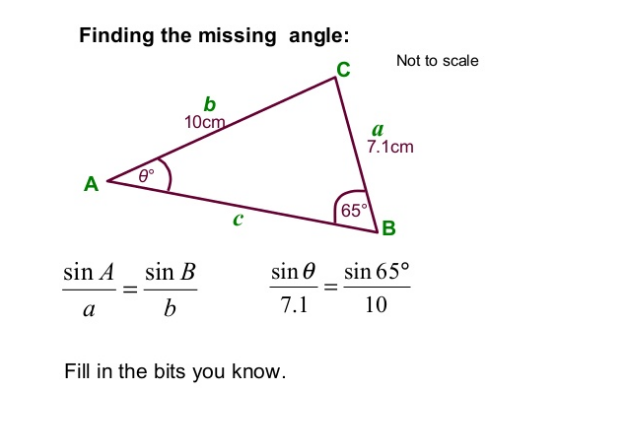 Finding the missing angle:
Not to scale
C
b
10cm
a
7.1cm
A
θ°
65°
c
B
sin A / a = sin B / b
sin θ / 7.1 = sin 65° / 10
Fill in the bits you know.